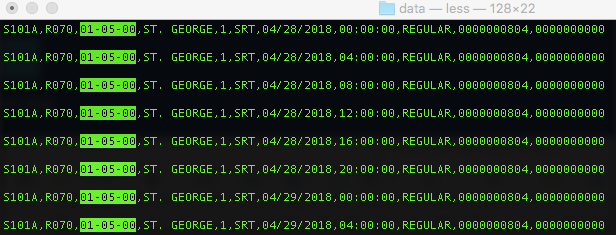 data — less — 128×22
S101A,R070,01-05-00,ST. GEORGE,1,SRT,04/28/2018,00:00:00,REGULAR,0000000804,0000000000
S101A,R070,01-05-00,ST. GEORGE,1,SRT,04/28/2018,04:00:00,REGULAR,0000000804,0000000000
S101A,R070,01-05-00,ST. GEORGE,1,SRT,04/28/2018,08:00:00,REGULAR,0000000804,0000000000
S101A,R070,01-05-00,ST. GEORGE,1,SRT,04/28/2018,12:00:00,REGULAR,0000000804,0000000000
S101A,R070,01-05-00,ST. GEORGE,1,SRT,04/28/2018,16:00:00,REGULAR,0000000804,0000000000
S101A,R070,01-05-00,ST. GEORGE,1,SRT,04/28/2018,20:00:00,REGULAR,0000000804,0000000000
S101A,R070,01-05-00,ST. GEORGE,1,SRT,04/29/2018,00:00:00,REGULAR,0000000804,0000000000
S101A,R070,01-05-00,ST. GEORGE,1,SRT,04/29/2018,04:00:00,REGULAR,0000000804,0000000000